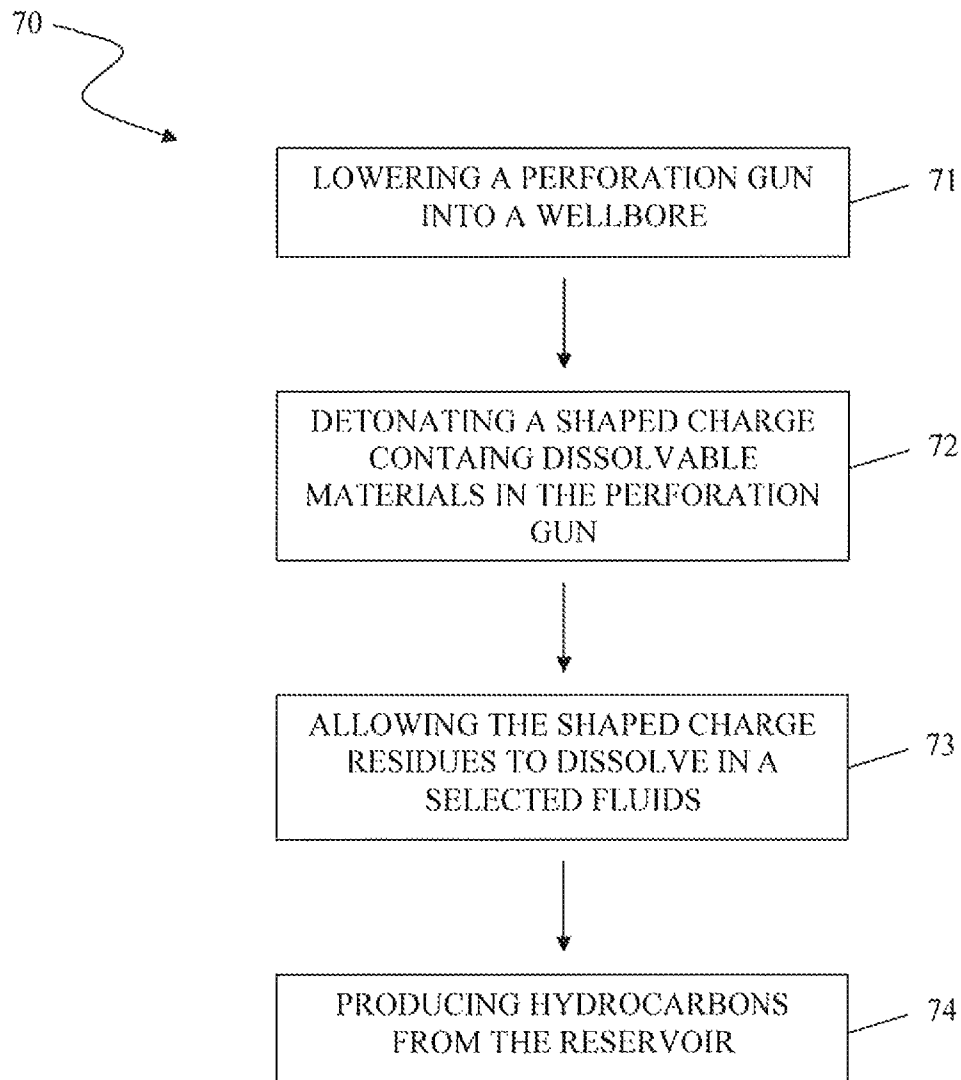 70
LOWERING A PERFORATION GUN
INTO A WELLBORE
71
DETONATING A SHAPED CHARGE
CONTAING DISSOLVABLE
MATERIALS IN THE PERFORATION
GUN
72
ALLOWING THE SHAPED CHARGE
RESIDUES TO DISSOLVE IN A
SELECTED FLUIDS
73
PRODUCING HYDROCARBONS
FROM THE RESERVOIR
74